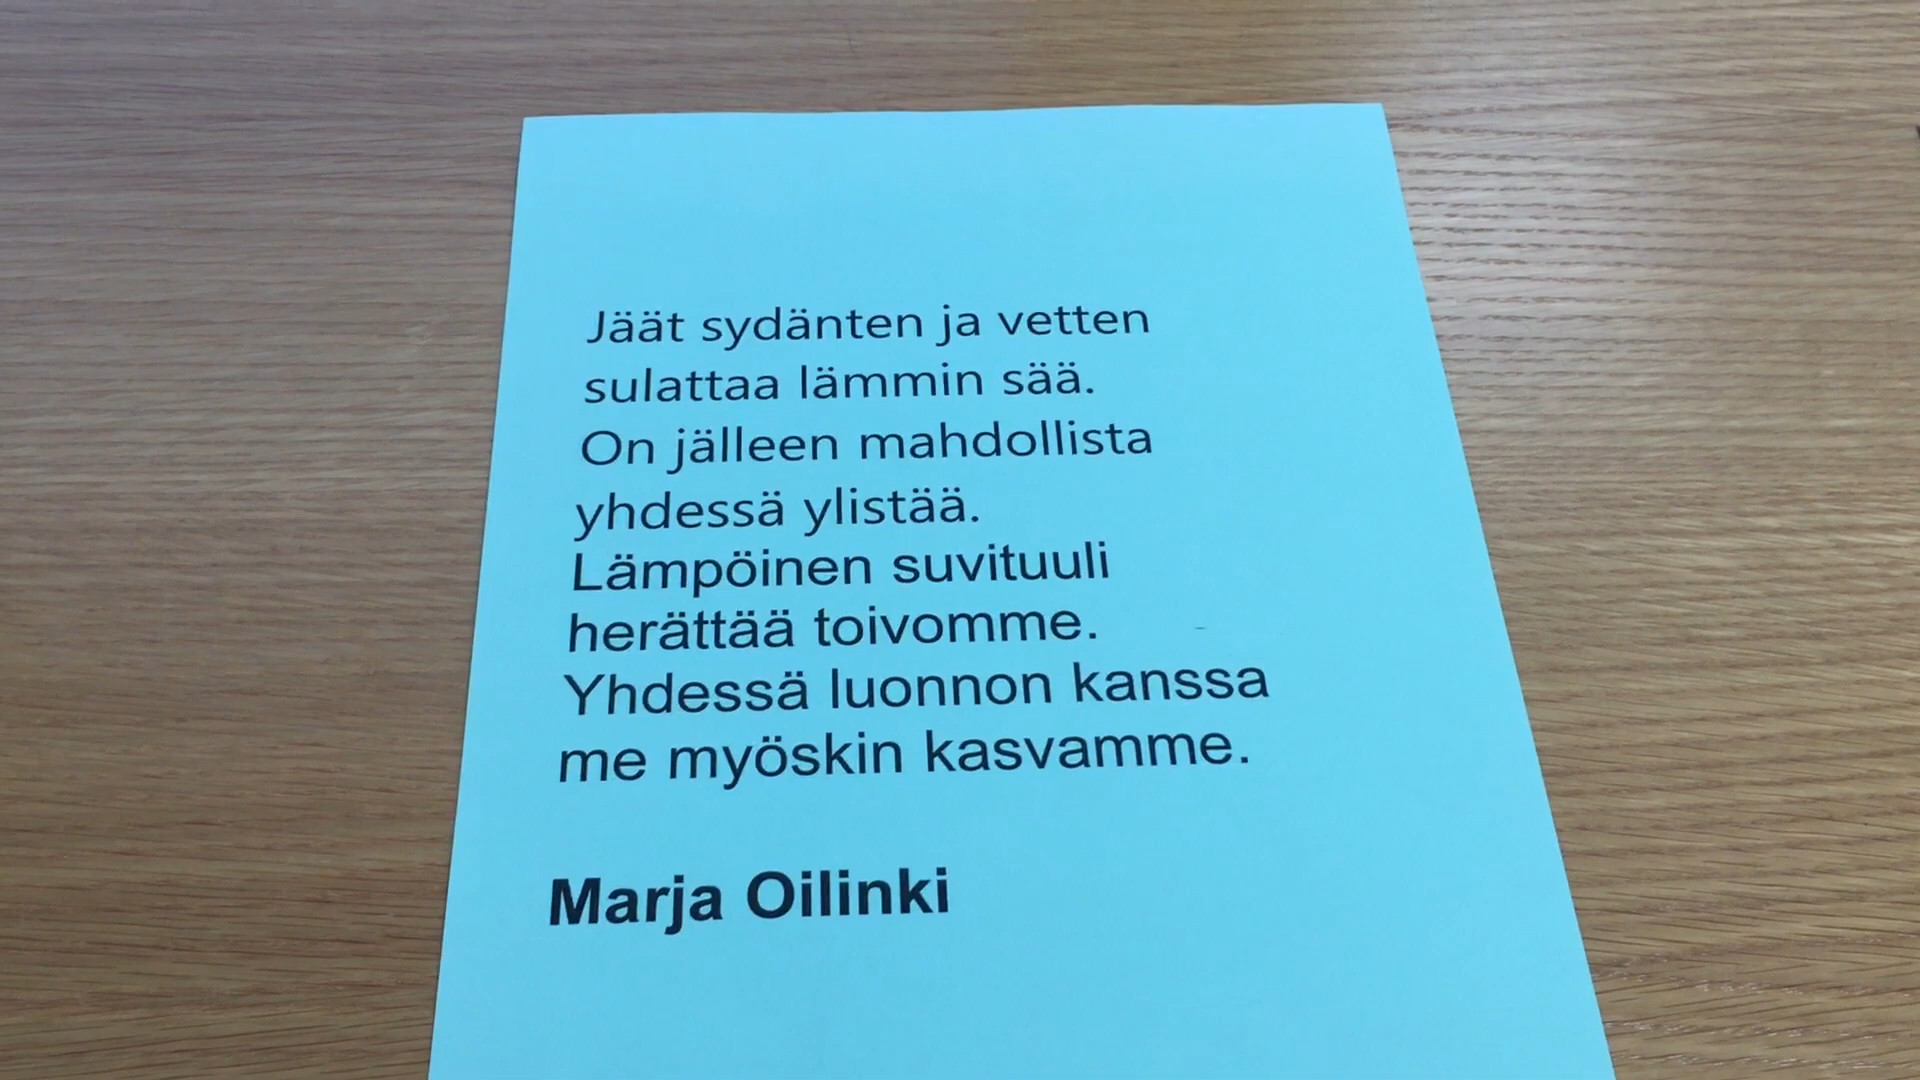 Jäät sydänten ja vetten
sulattaa lämmin sää.
On jälleen mahdollista
yhdessä ylistää.
Lämpöinen suvituuli
herättää toivomme.
Yhdessä luonnon kanssa
me myöskin kasvamme.
Marja Oilinki